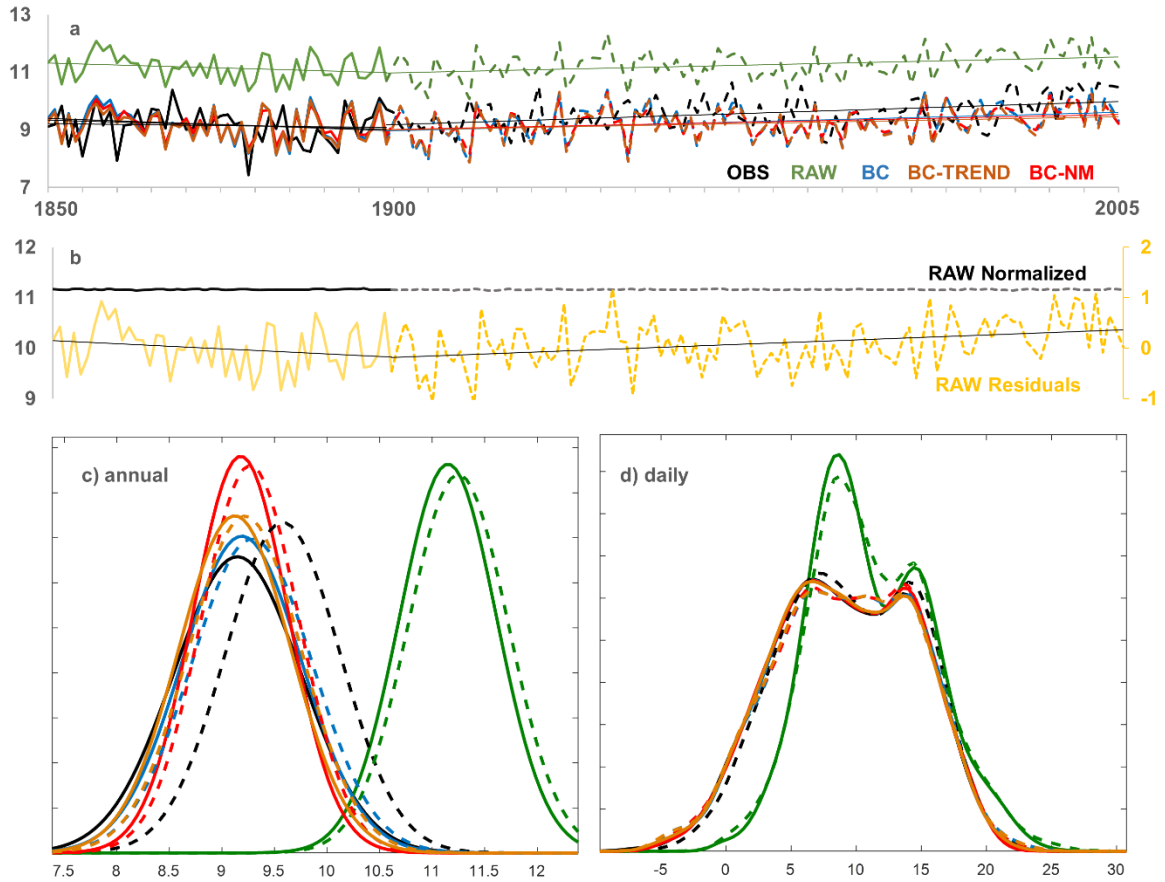 13
a
11
9
OBS RAW BC BC-TREND BC-NM
7
1850 1900 2005
12 b 2
RAW Normalized
11 1
10 0
RAW Residuals
9 -1
c) annual d) daily
7.5 8 8.5 9 9.5 10 10.5 11 11.5 12 -5 0 5 10 15 20 25 30